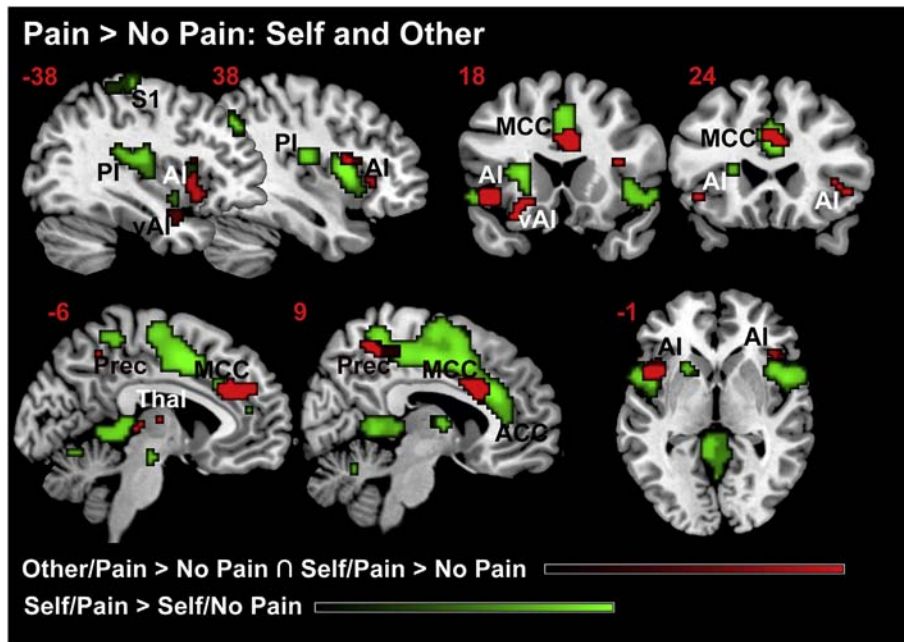 Pain > No Pain: Self and Other
-38
38
18
24
S1
MCC
MCC
PI
AI
AI
AI
AI
AI
vAI
vAI
-6
9
-1
Prec
MCC
Prec
MCC
AI
AI
Thal
ACC
Other/Pain > No Pain ∩ Self/Pain > No Pain
Self/Pain > Self/No Pain